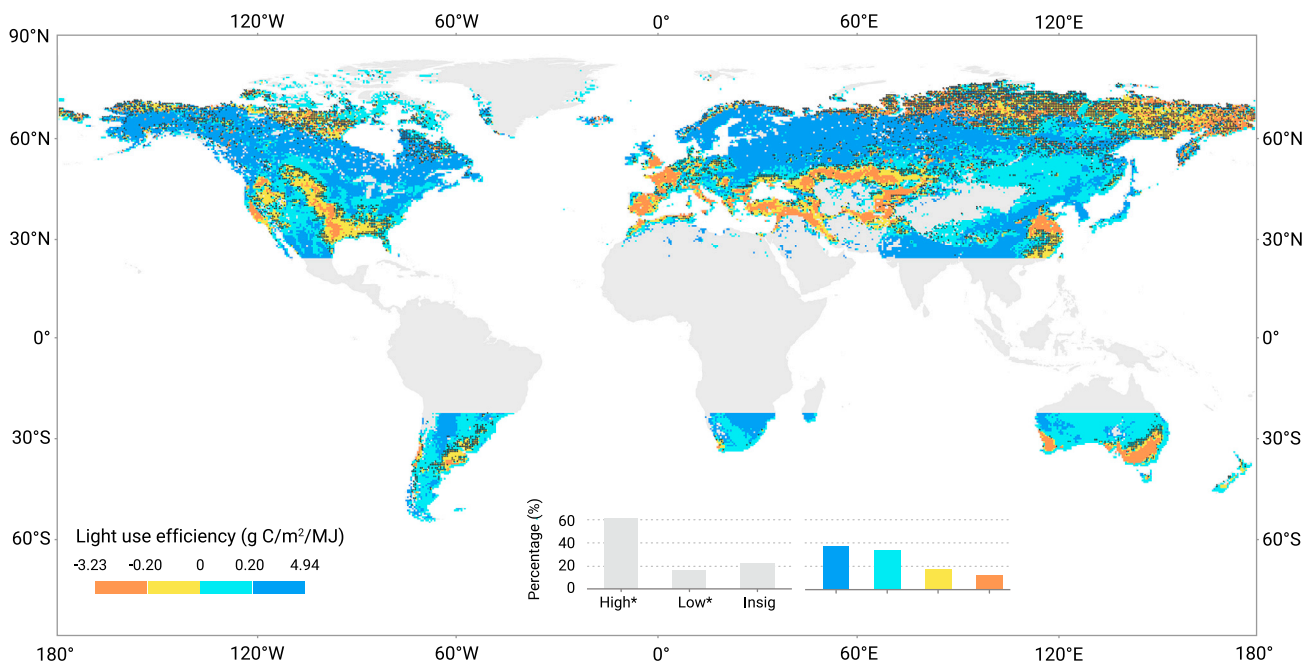 120°W 60°W 0° 60°E 120°E
90°N
60°N 60°N
30°N 30°N
0° 0°
30°S 30°S
60°S 60°S
Light use efficiency (g C/m²/MJ)
-3.23 -0.20 0 0.20 4.94
Percentage (%)
60
40
20
0
High* Low* Insig
180° 120°W 60°W 0° 60°E 120°E 180°